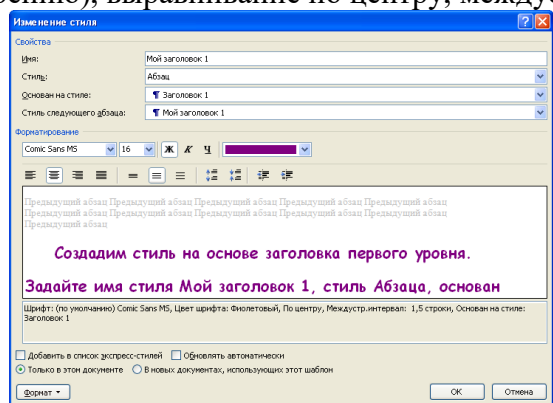 ению), выравнивание по центру, междус
Изменение стиля
Свойства
Имя: Мой заголовок 1
Стиль: Абзац
Основан на стиле: ¶ Заголовок 1
Стиль следующего абзаца: ¶ Мой заголовок 1
Форматирование
Comic Sans MS 16 Ж К Ч
Предыдущий абзац Предыдущий абзац Предыдущий абзац Предыдущий абзац Предыдущий абзац
Предыдущий абзац Предыдущий абзац Предыдущий абзац Предыдущий абзац Предыдущий абзац
Предыдущий абзац
Создадим стиль на основе заголовка первого уровня.
Задайте имя стиля Мой заголовок 1, стиль Абзаца, основан
Шрифт: (по умолчанию) Comic Sans MS, Цвет шрифта: Фиолетовый, По центру, Междустр.интервал: 1,5 строки, Основан на стиле:
Заголовок 1
Добавить в список экспресс-стилей Обновлять автоматически
Только в этом документе В новых документах, использующих этот шаблон
Формат ОК Отмена